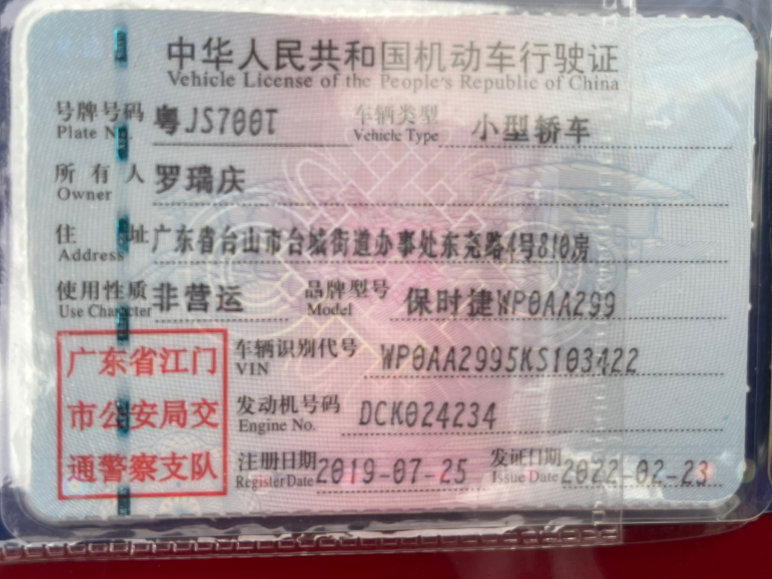 中华人民共和国机动车行驶证
Vehicle License of the People's Republic of China
号牌号码 粤JS700T 车辆类型 小型轿车
Plate No. Vehicle Type
所有人 罗瑞庆
Owner
住址 广东省台山市台城街道办事处东尧路4号810房
Address
使用性质 非营运 品牌型号 保时捷WP0AA299
Use Character Model
广东省江门
市公安局交
通警察支队
车辆识别代号 WP0AA2995KS103422
VIN
发动机号码 DCK024234
Engine No.
注册日期 2019-07-25 发证日期 2022-02-23
Register Date Issue Date